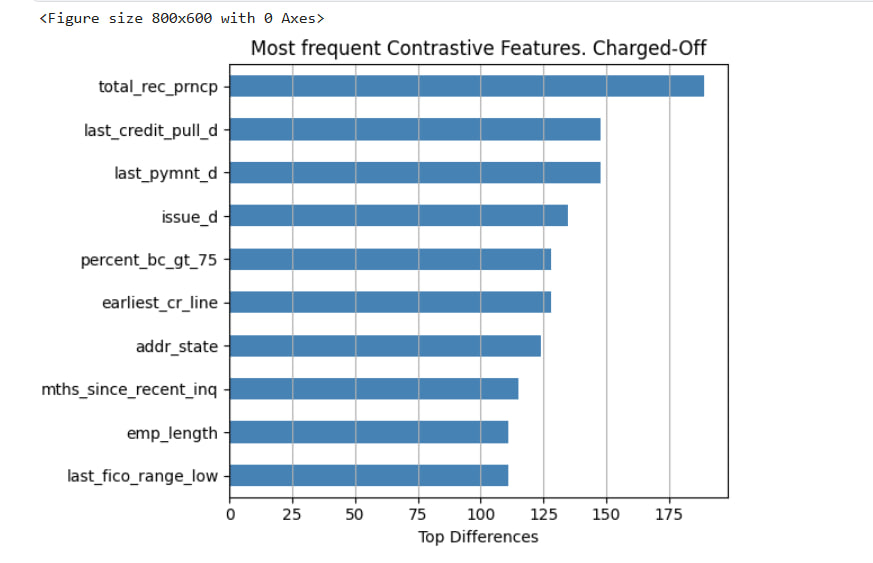 <Figure size 800x600 with 0 Axes>
Most frequent Contrastive Features. Charged-Off
total_rec_prncp
last_credit_pull_d
last_pymnt_d
issue_d
percent_bc_gt_75
earliest_cr_line
addr_state
mths_since_recent_inq
emp_length
last_fico_range_low
0 25 50 75 100 125 150 175
Top Differences